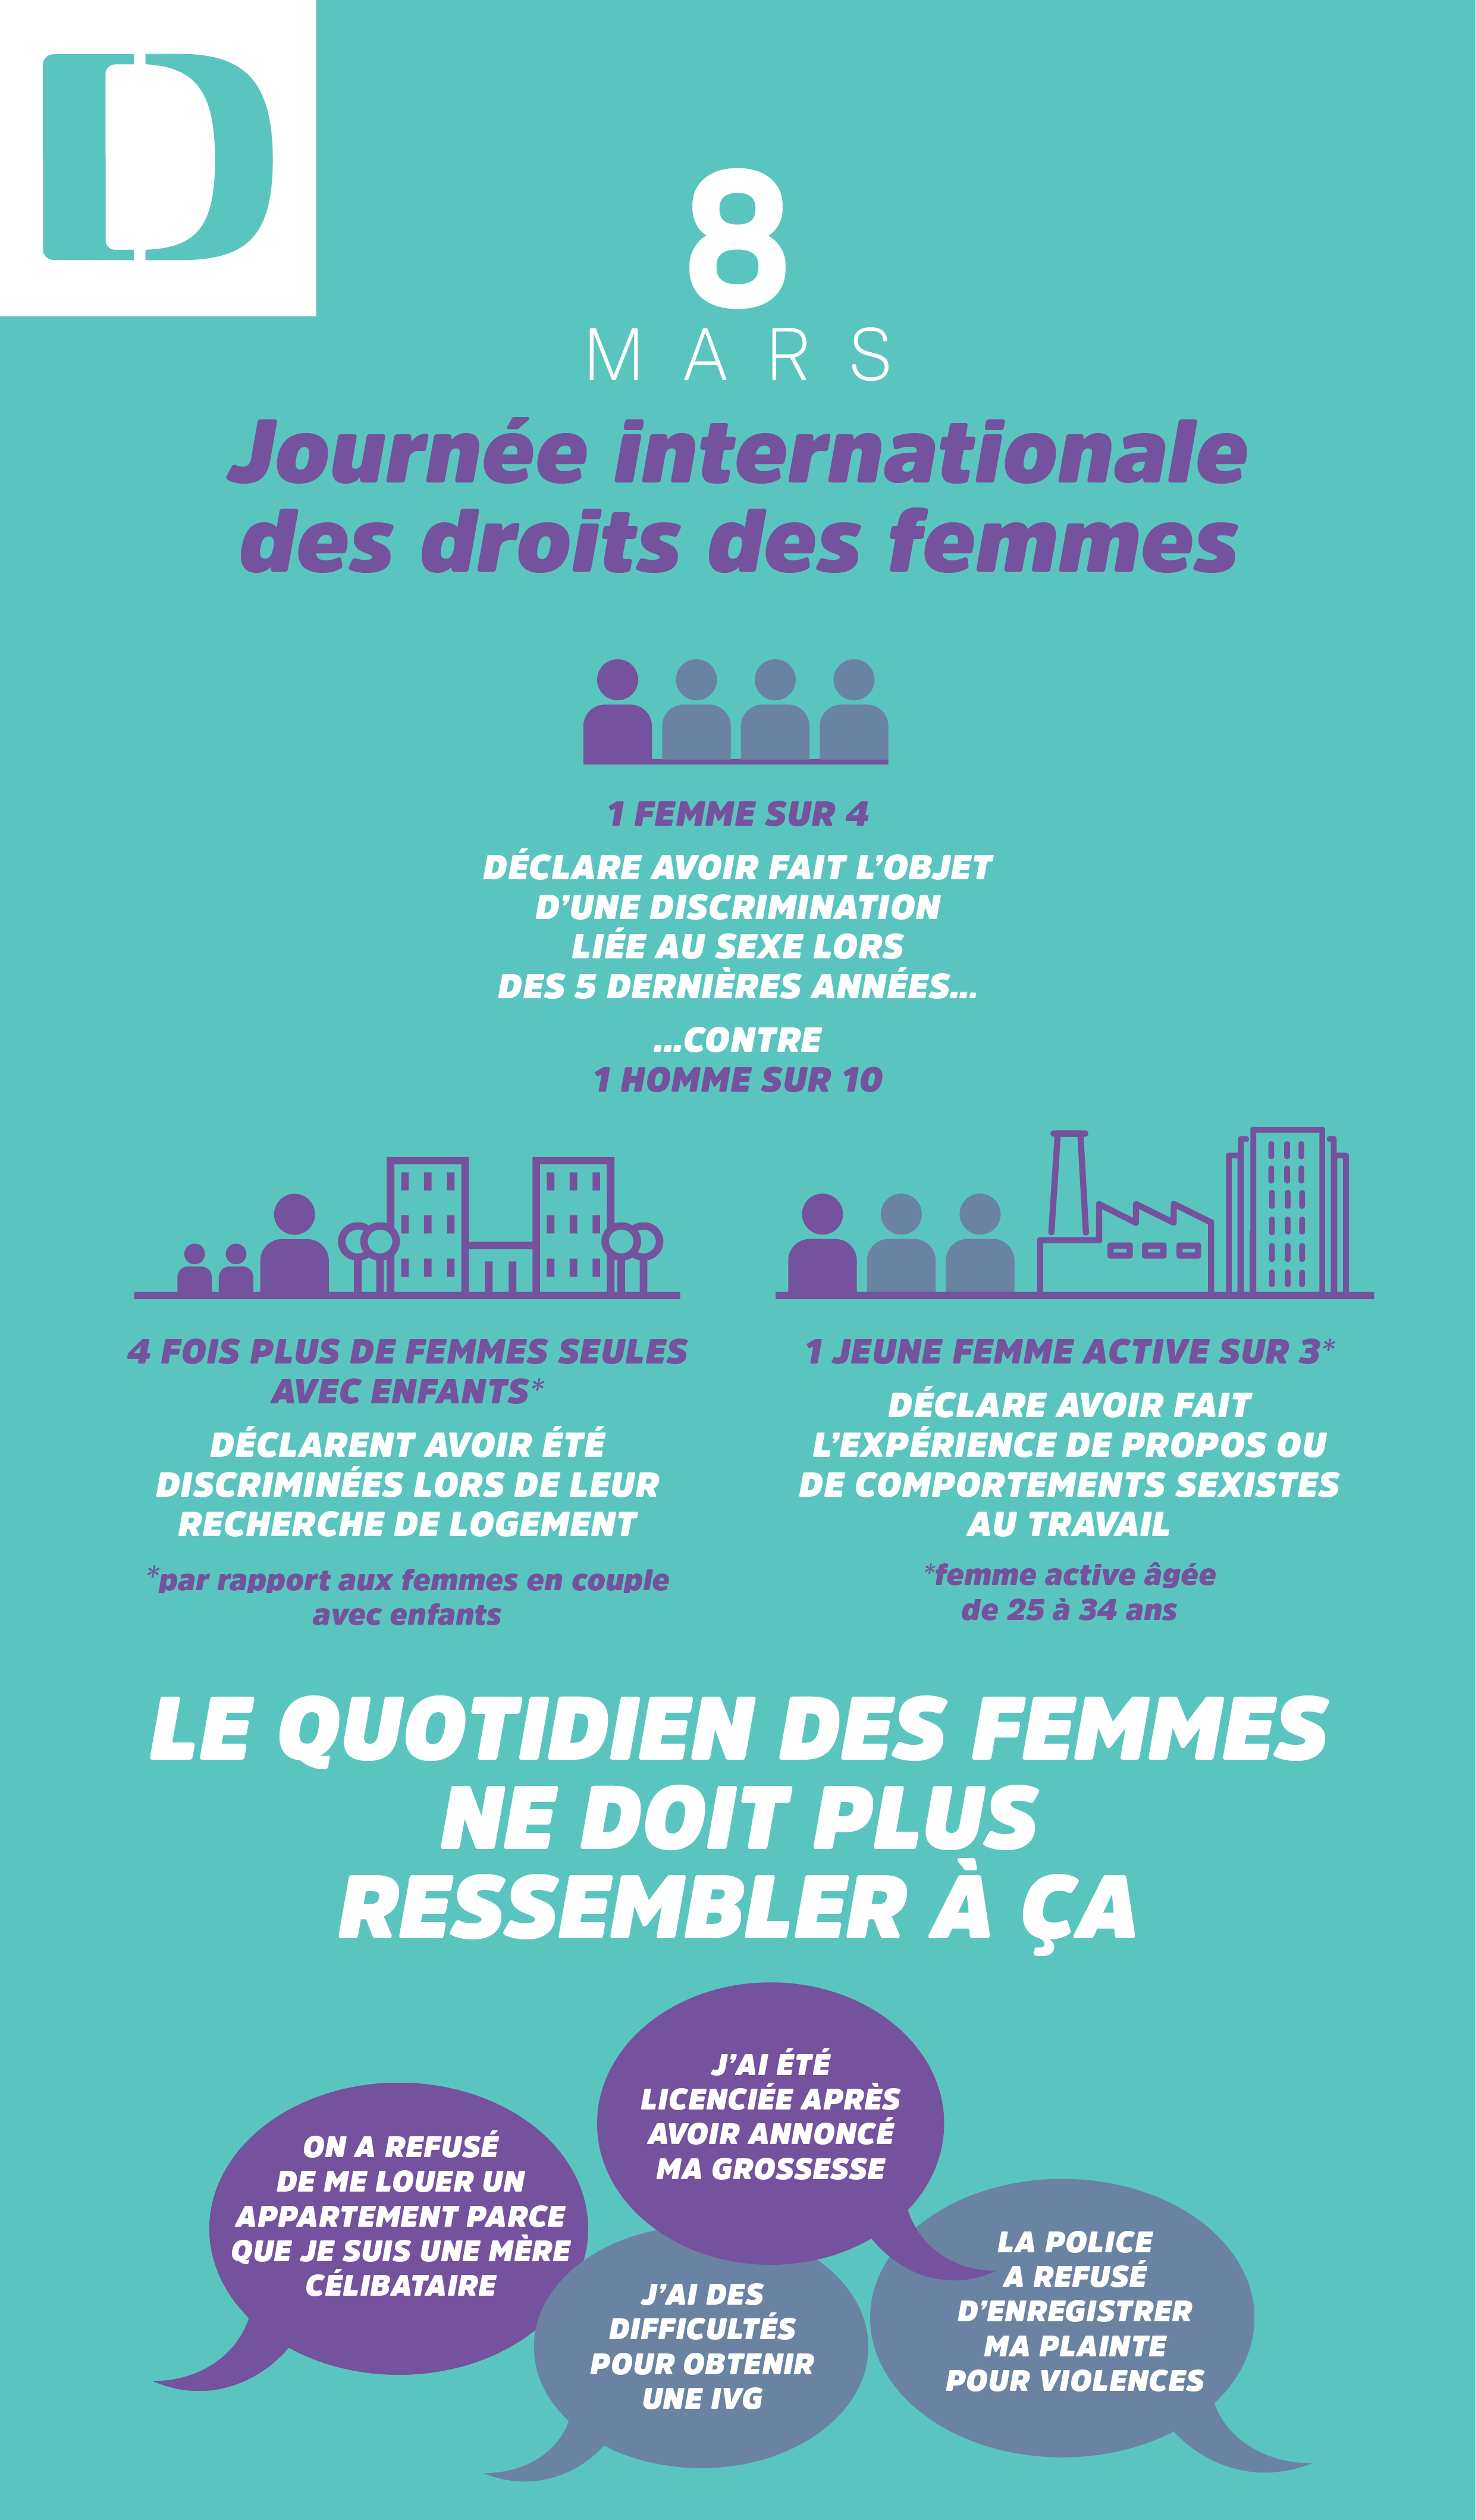 D
8
MARS
Journée internationale
des droits des femmes
1 FEMME SUR 4
DÉCLARE AVOIR FAIT L’OBJET
D’UNE DISCRIMINATION
LIÉE AU SEXE LORS
DES 5 DERNIÈRES ANNÉES...
...CONTRE
1 HOMME SUR 10
4 FOIS PLUS DE FEMMES SEULES
AVEC ENFANTS*
DÉCLARENT AVOIR ÉTÉ
DISCRIMINÉES LORS DE LEUR
RECHERCHE DE LOGEMENT
*par rapport aux femmes en couple
avec enfants
1 JEUNE FEMME ACTIVE SUR 3*
DÉCLARE AVOIR FAIT
L’EXPÉRIENCE DE PROPOS OU
DE COMPORTEMENTS SEXISTES
AU TRAVAIL
*femme active âgée
de 25 à 34 ans
LE QUOTIDIEN DES FEMMES
NE DOIT PLUS
RESSEMBLER À ÇA
ON A REFUSÉ
DE ME LOUER UN
APPARTEMENT PARCE
QUE JE SUIS UNE MÈRE
CÉLIBATAIRE
J’AI ÉTÉ
LICENCIÉE APRÈS
AVOIR ANNONCÉ
MA GROSSESSE
J’AI DES
DIFFICULTÉS
POUR OBTENIR
UNE IVG
LA POLICE
A REFUSÉ
D’ENREGISTRER
MA PLAINTE
POUR VIOLENCES